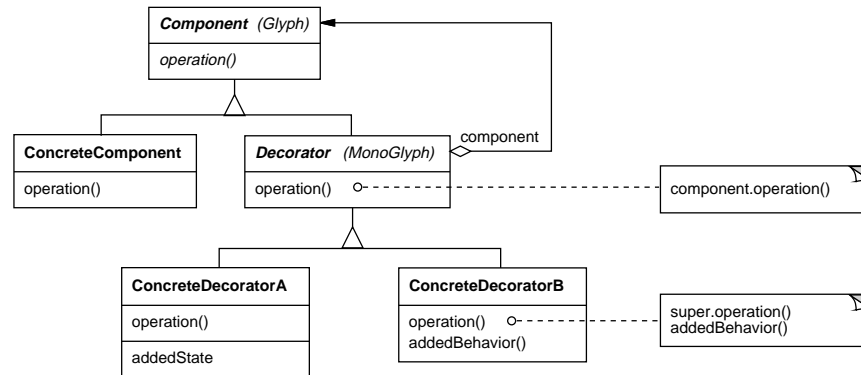 Component (Glyph)
operation()
component
ConcreteComponent
operation()
Decorator (MonoGlyph)
operation()
component.operation()
ConcreteDecoratorA
operation()
addedState
ConcreteDecoratorB
operation()
addedBehavior()
super.operation()
addedBehavior()